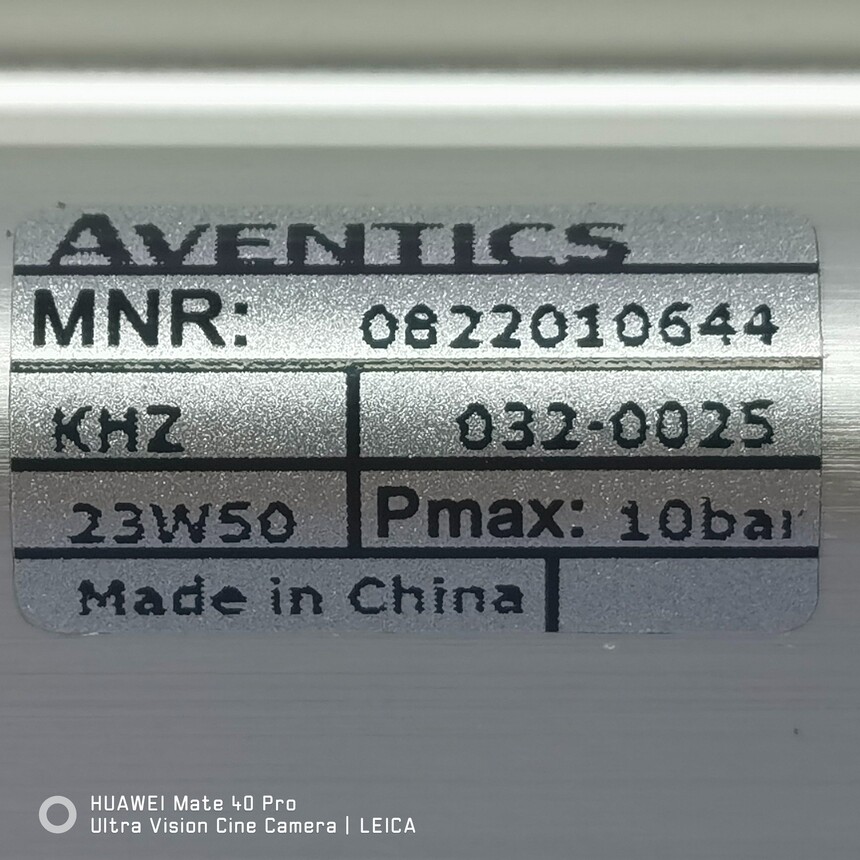 AVENTICS
MNR: 0822010644
KHZ 032-0025
23W50 Pmax: 10bar
Made in China
HUAWEI Mate 40 Pro
Ultra Vision Cine Camera | LEICA